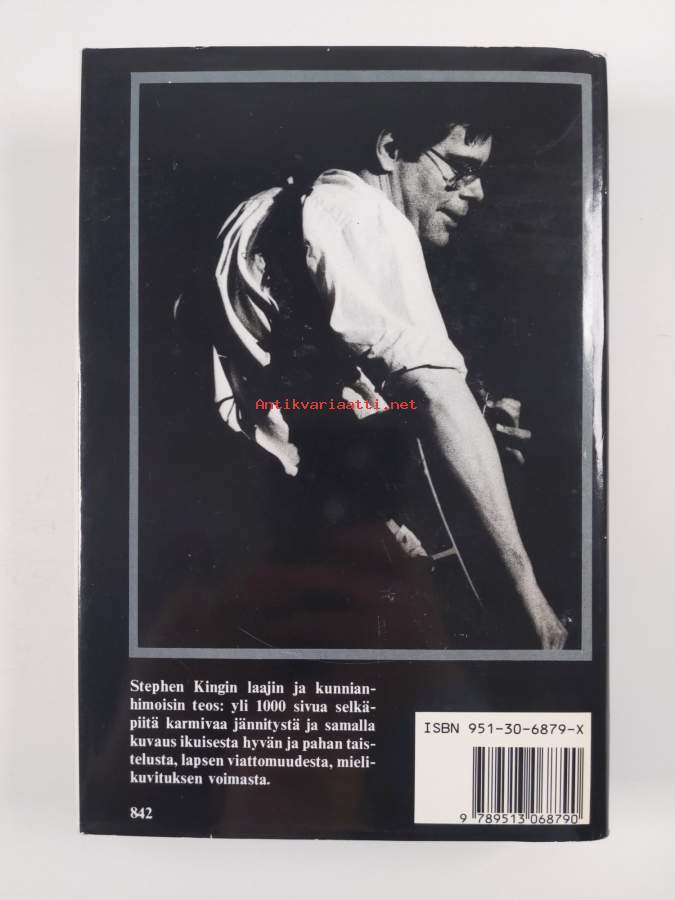 Antikvariaatti.net
Stephen Kingin laajin ja kunnian-
himoisin teos: yli 1000 sivua selkä-
piitä karmivaa jännitystä ja samalla
kuvaus ikuisesta hyvän ja pahan tais-
telusta, lapsen viattomuudesta, mieli-
kuvituksen voimasta.
842
ISBN 951-30-6879-X
9 789513 068790